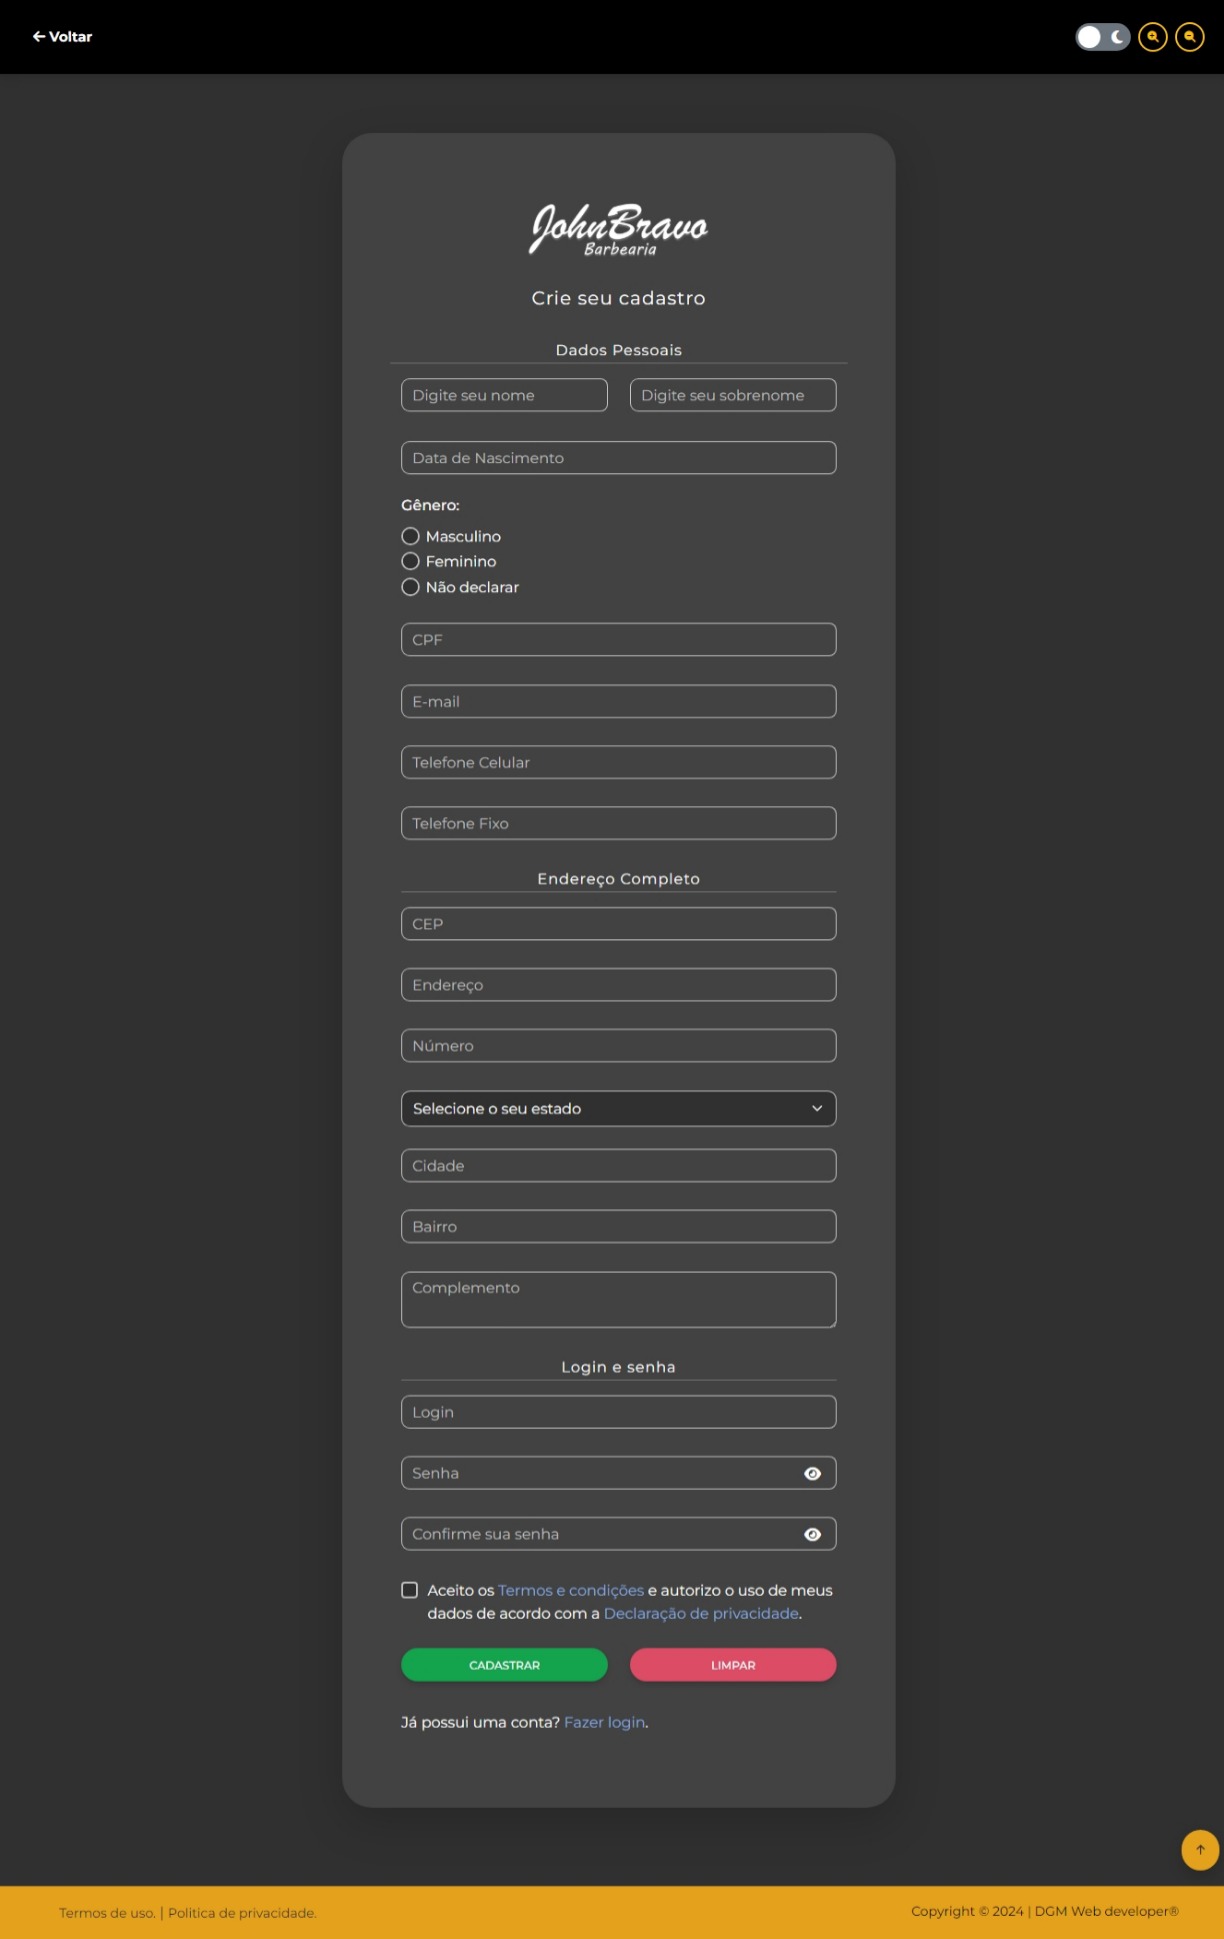 Voltar
JohnBravo
Barbearia
Crie seu cadastro
Dados Pessoais
Digite seu nome
Digite seu sobrenome
Data de Nascimento
Gênero:
Masculino
Feminino
Não declarar
CPF
E-mail
Telefone Celular
Telefone Fixo
Endereço Completo
CEP
Endereço
Número
Selecione o seu estado
Cidade
Bairro
Complemento
Login e senha
Login
Senha
Confirme sua senha
Aceito os Termos e condições e autorizo o uso de meus
dados de acordo com a Declaração de privacidade.
CADASTRAR
LIMPAR
Já possui uma conta? Fazer login.
Termos de uso. | Politica de privacidade.
Copyright © 2024 | DGM Web developer®